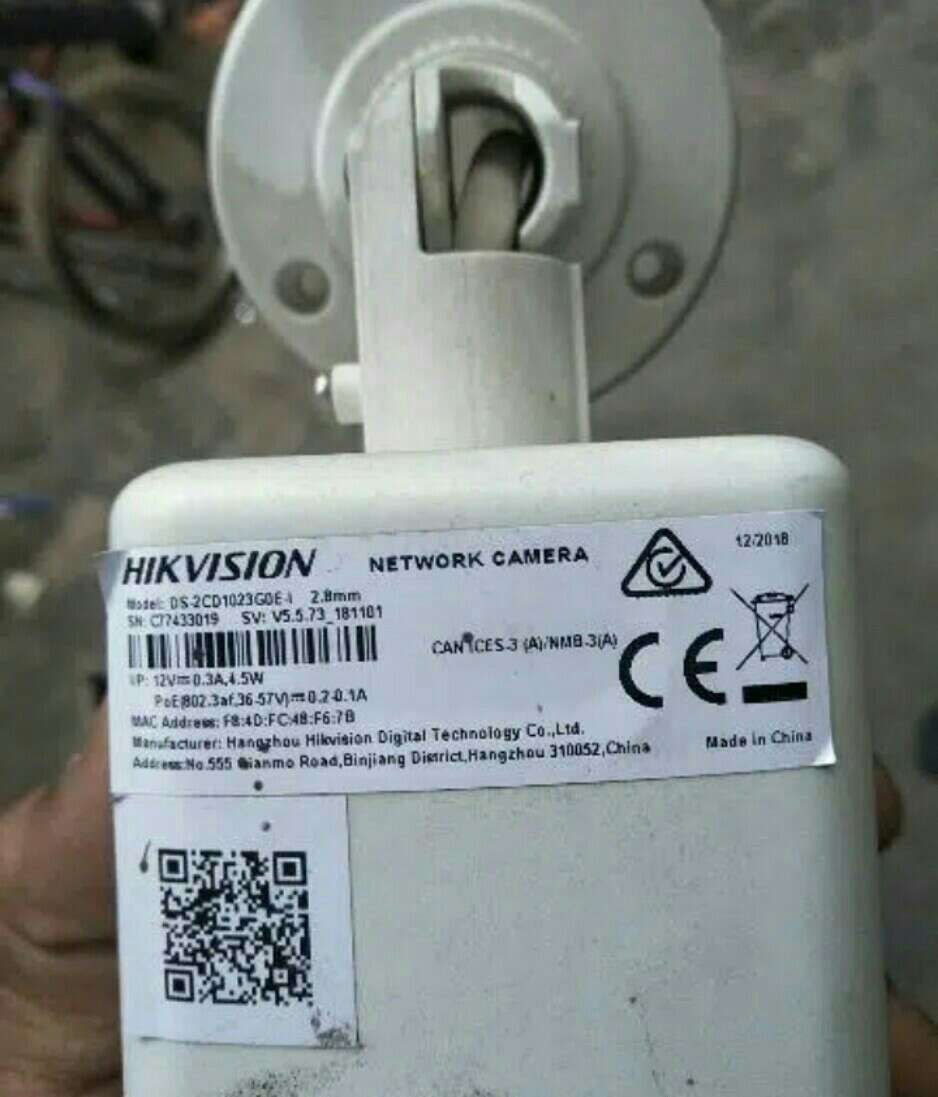 HIKVISION NETWORK CAMERA
12/2018
Model: DS-2CD1023G0E-I 2.8mm
SN: C77433019 SV: V5.5.73_181101
CAN ICES-3 (A)/NMB-3(A)
CE
I/P: 12V⎓0.3A,4.5W
PoE(802.3af,36-57V)⎓0.2-0.1A
MAC Address: F8:4D:FC:48:F6:7B
Manufacturer: Hangzhou Hikvision Digital Technology Co.,Ltd.
Address:No.555 Qianmo Road,Binjiang District,Hangzhou 310052,China
Made in China